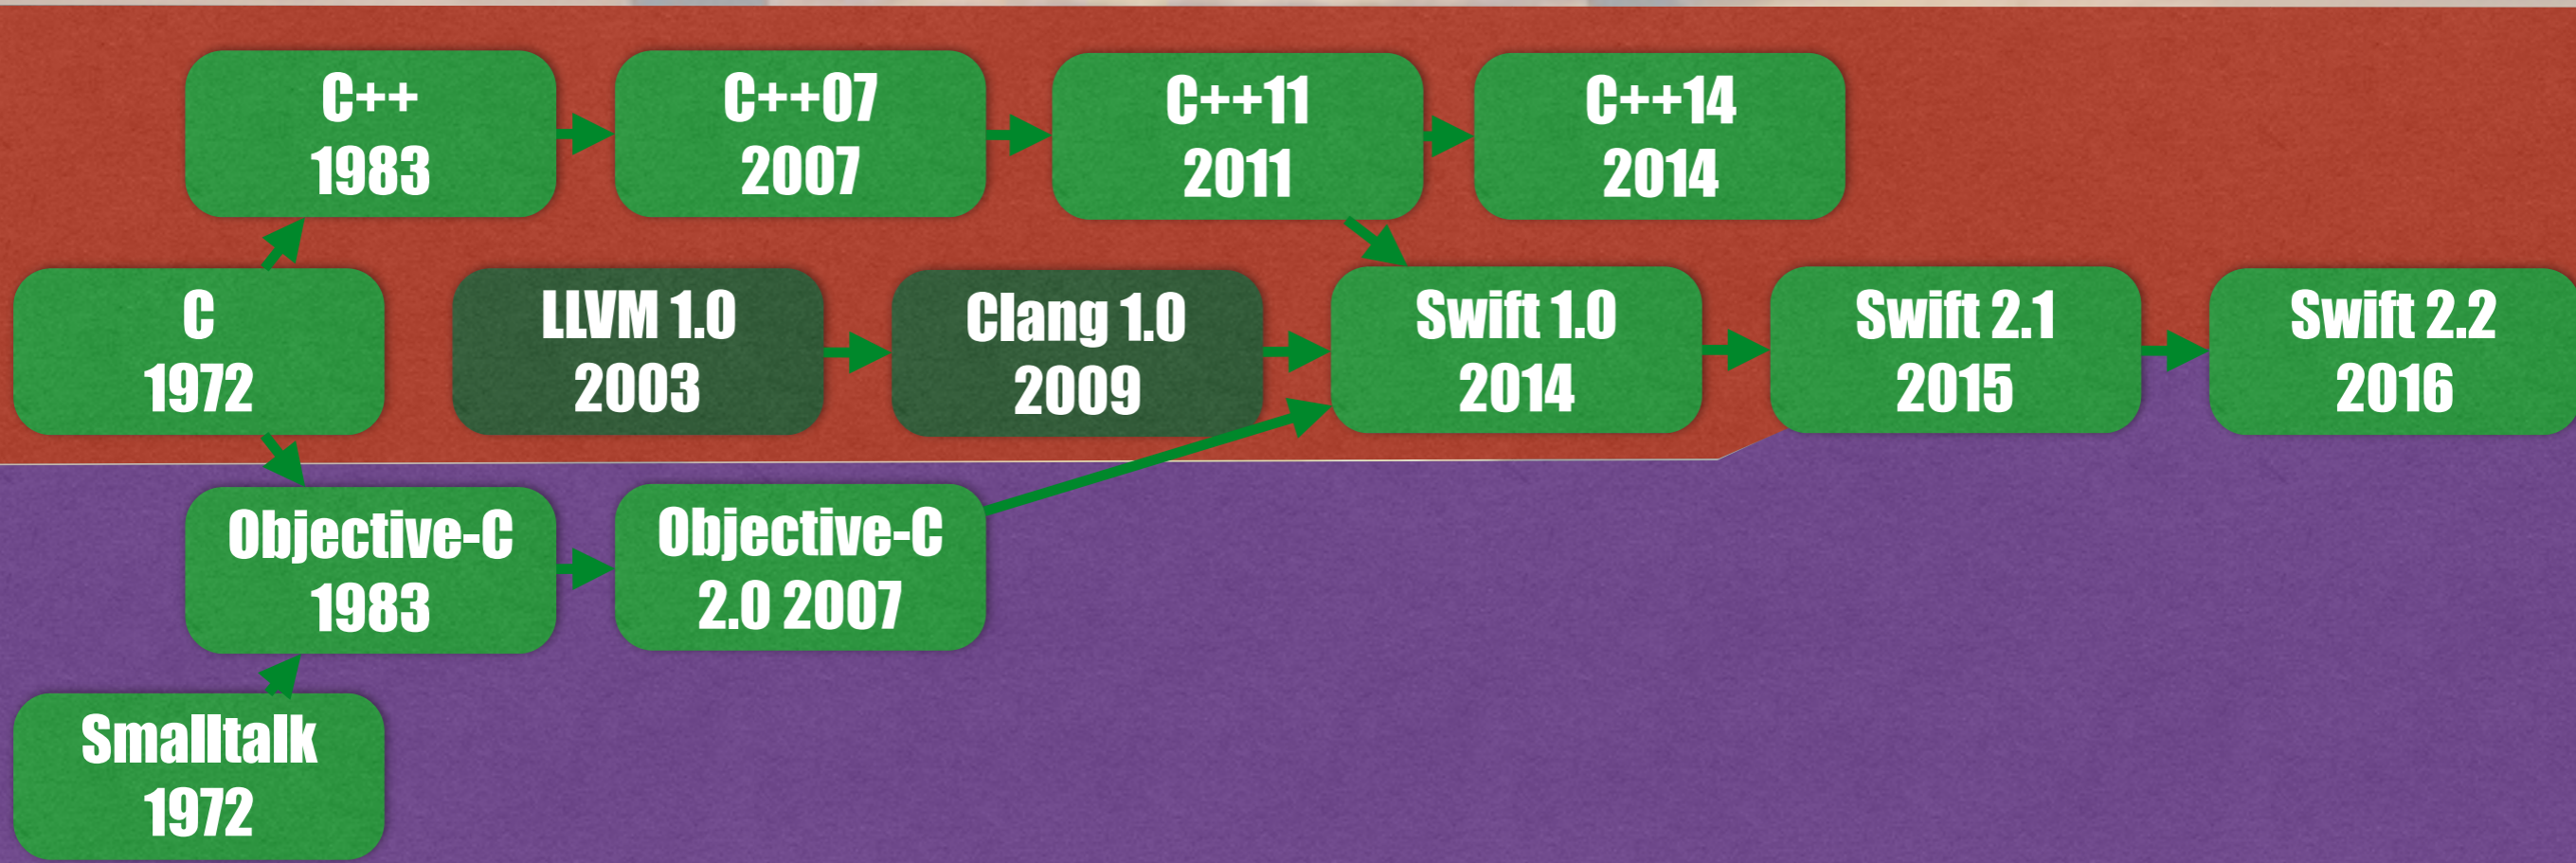 C++
1983
C++07
2007
C++11
2011
C++14
2014
C
1972
LLVM 1.0
2003
Clang 1.0
2009
Swift 1.0
2014
Swift 2.1
2015
Swift 2.2
2016
Objective-C
1983
Objective-C
2.0 2007
Smalltalk
1972